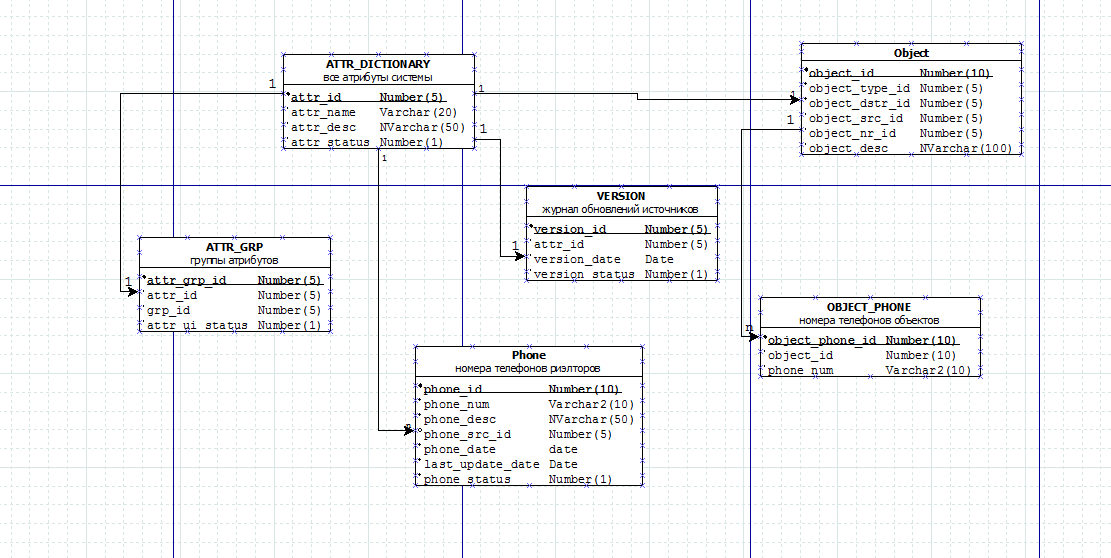 ATTR_DICTIONARY
все атрибуты системы
attr_id Number(5)
attr_name Varchar(20)
attr_desc NVarchar(50)
attr_status Number(1)
1
1
1
1
Object
object_id Number(10)
object_type_id Number(5)
object_dstr_id Number(5)
object_src_id Number(5)
object_nr_id Number(5)
object_desc NVarchar(100)
1
1
VERSION
журнал обновлений источников
version_id Number(5)
attr_id Number(5)
version_date Date
version_status Number(1)
1
ATTR_GRP
группы атрибутов
attr_grp_id Number(5)
attr_id Number(5)
grp_id Number(5)
attr_ui_status Number(1)
1
OBJECT_PHONE
номера телефонов объектов
object_phone_id Number(10)
object_id Number(10)
phone_num Varchar2(10)
n
Phone
номера телефонов риэлторов
phone_id Number(10)
phone_num Varchar2(10)
phone_desc NVarchar(50)
phone_src_id Number(5)
phone_date date
last_update_date Date
phone_status Number(1)